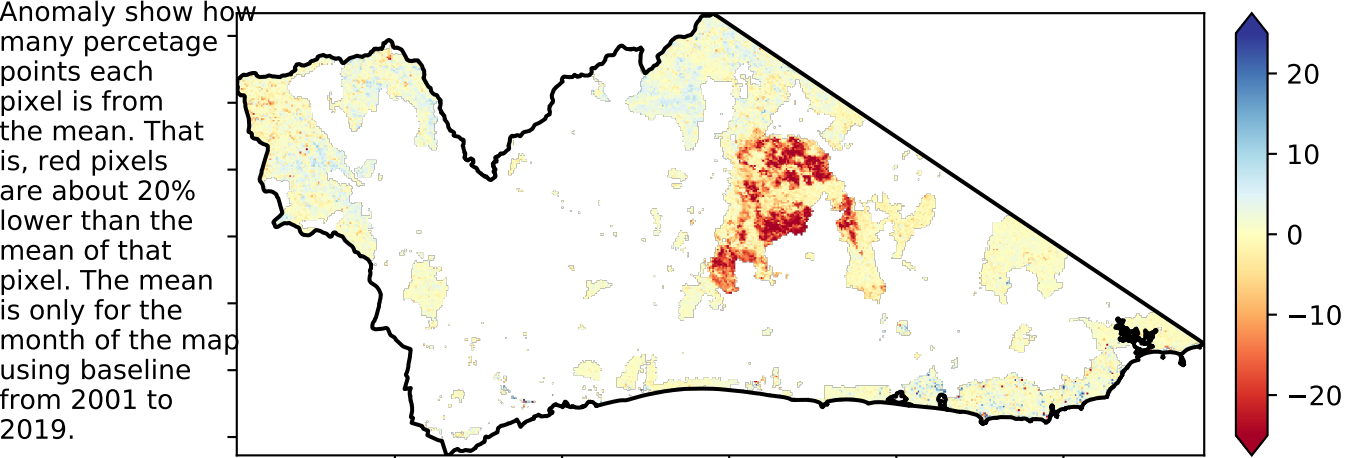 Anomaly show how
many percetage
points each
pixel is from
the mean. That
is, red pixels
are about 20%
lower than the
mean of that
pixel. The mean
is only for the
month of the map
using baseline
from 2001 to
2019.
20
10
0
−10
−20